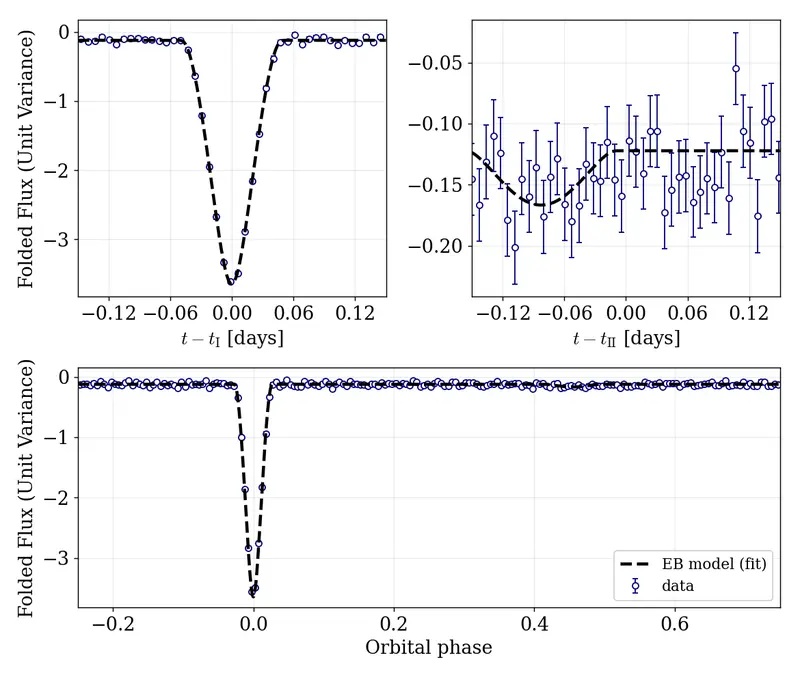 Folded Flux (Unit Variance)
0
−1
−2
−3
−0.12 −0.06 0.00 0.06 0.12
t − t_I [days]
−0.05
−0.10
−0.15
−0.20
−0.12 −0.06 0.00 0.06 0.12
t − t_II [days]
Folded Flux (Unit Variance)
0
−1
−2
−3
−0.2 0.0 0.2 0.4 0.6
Orbital phase
EB model (fit)
data